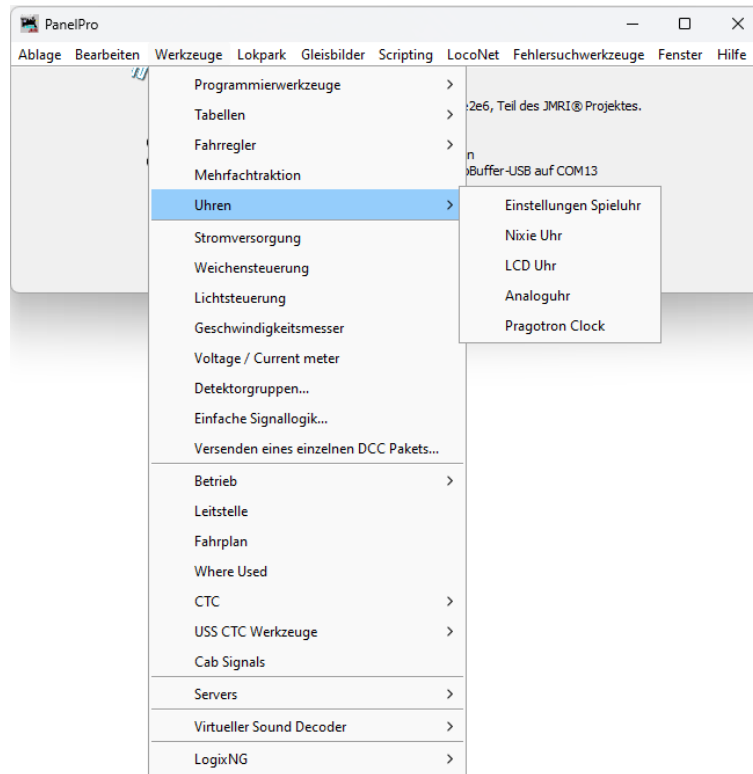 PanelPro
Ablage Bearbeiten Werkzeuge Lokpark Gleisbilder Scripting LocoNet Fehlersuchwerkzeuge Fenster Hilfe
Programmierwerkzeuge
Tabellen
Teil des JMRI® Projektes.
Fahrregler
Mehrfachtraktion
auf COM13
Uhren
Einstellungen Spieluhr
Nixie Uhr
LCD Uhr
Analoguhr
Pragotron Clock
Stromversorgung
Weichensteuerung
Lichtsteuerung
Geschwindigkeitsmesser
Voltage / Current meter
Detektorgruppen...
Einfache Signallogik...
Versenden eines einzelnen DCC Pakets...
Betrieb
Leitstelle
Fahrplan
Where Used
CTC
USS CTC Werkzeuge
Cab Signals
Servers
Virtueller Sound Decoder
LogixNG